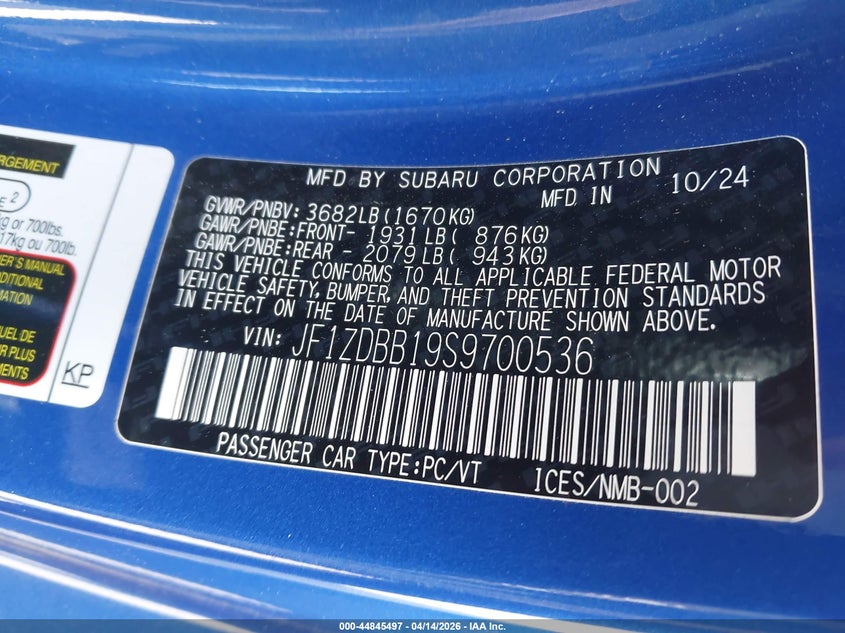 RGEMENT
E 2
kg or 700lbs.
17kg ou 700lb.
ER'S MANUAL
DDITIONAL
MATION
UEL DE
R PLUS
MENTS
KP
MFD BY SUBARU CORPORATION
MFD IN 10/24
GVWR/PNBV: 3682LB(1670KG)
GAWR/PNBE:FRONT- 1931LB( 876KG)
GAWR/PNBE:REAR - 2079LB( 943KG)
THIS VEHICLE CONFORMS TO ALL APPLICABLE FEDERAL MOTOR
VEHICLE SAFETY, BUMPER, AND THEFT PREVENTION STANDARDS
IN EFFECT ON THE DATE OF MANUFACTURE SHOWN ABOVE.
VIN: JF1ZDBB19S9700536
PASSENGER CAR TYPE:PC/VT ICES/NMB-002
000-44845497 - 04/14/2026 - IAA Inc.